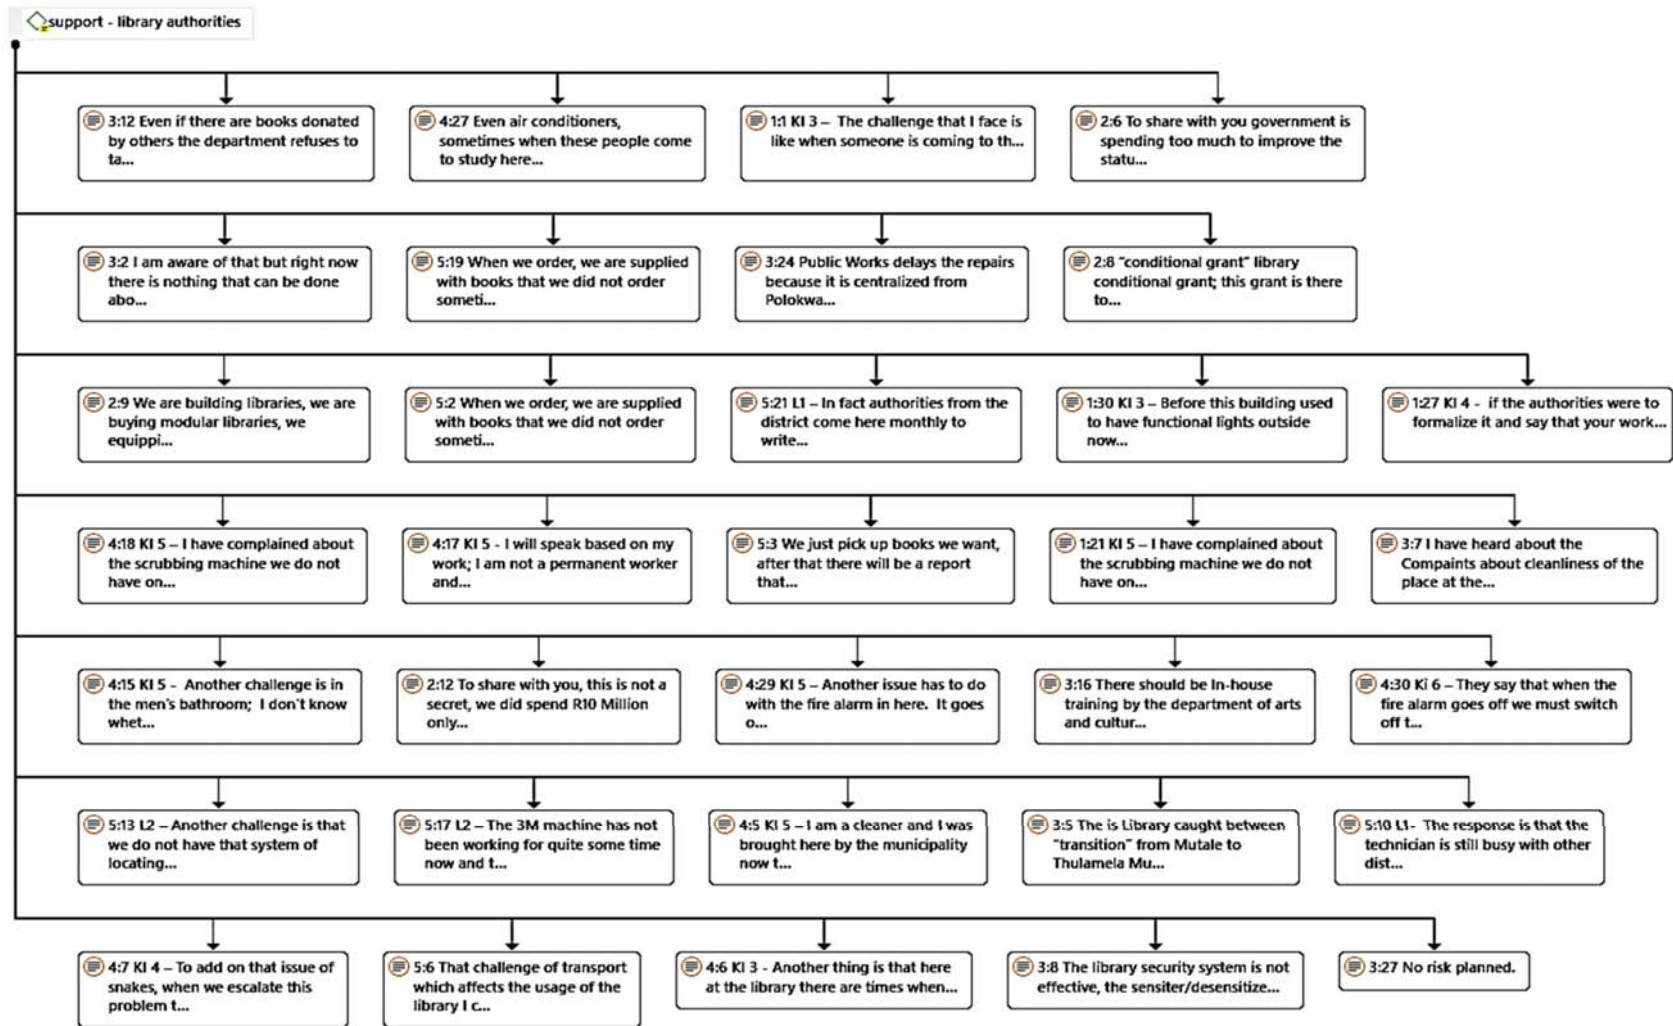 support - library authorities
3:12 Even if there are books donated
by others the department refuses to
ta...
4:27 Even air conditioners,
sometimes when these people come
to study here...
1:1 KI 3 – The challenge that I face is
like when someone is coming to th...
2:6 To share with you government is
spending too much to improve the
statu...
3:2 I am aware of that but right now
there is nothing that can be done
abo...
5:19 When we order, we are supplied
with books that we did not order
someti...
3:24 Public Works delays the repairs
because it is centralized from
Polokwa...
2:8 "conditional grant" library
conditional grant; this grant is there
to...
2:9 We are building libraries, we are
buying modular libraries, we
equippi...
5:2 When we order, we are supplied
with books that we did not order
someti...
5:21 L1 – In fact authorities from the
district come here monthly to
write...
1:30 KI 3 – Before this building used
to have functional lights outside
now...
1:27 KI 4 - if the authorities were to
formalize it and say that your work...
4:18 KI 5 – I have complained about
the scrubbing machine we do not
have on...
4:17 KI 5 - I will speak based on my
work; I am not a permanent worker
and...
5:3 We just pick up books we want,
after that there will be a report
that...
1:21 KI 5 – I have complained about
the scrubbing machine we do not
have on...
3:7 I have heard about the
Compaints about cleanliness of the
place at the...
4:15 KI 5 - Another challenge is in
the men's bathroom; I don't know
whet...
2:12 To share with you, this is not a
secret, we did spend R10 Million
only...
4:29 KI 5 – Another issue has to do
with the fire alarm in here. It goes
o...
3:16 There should be In-house
training by the department of arts
and cultur...
4:30 Ki 6 – They say that when the
fire alarm goes off we must switch
off t...
5:13 L2 – Another challenge is that
we do not have that system of
locating...
5:17 L2 – The 3M machine has not
been working for quite some time
now and t...
4:5 KI 5 – I am a cleaner and I was
brought here by the municipality
now t...
3:5 The is Library caught between
"transition" from Mutale to
Thulamela Mu...
5:10 L1- The response is that the
technician is still busy with other
dist...
4:7 KI 4 – To add on that issue of
snakes, when we escalate this
problem t...
5:6 That challenge of transport
which affects the usage of the
library I c...
4:6 KI 3 - Another thing is that here
at the library there are times when...
3:8 The library security system is not
effective, the sensiter/desensitize...
3:27 No risk planned.